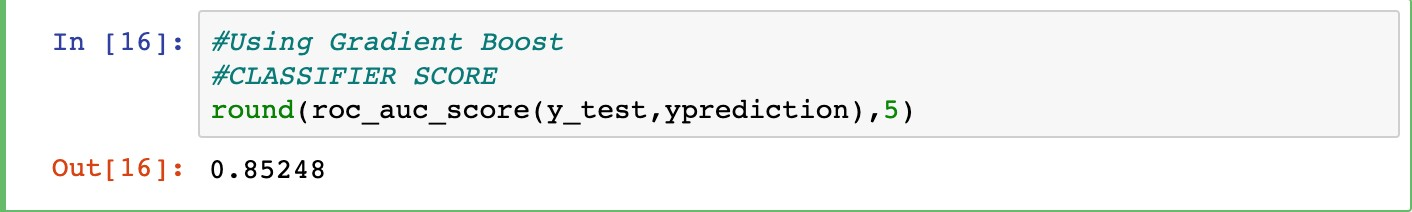 In [16]: #Using Gradient Boost
#CLASSIFIER SCORE
round(roc_auc_score(y_test,yprediction),5)
Out[16]: 0.85248